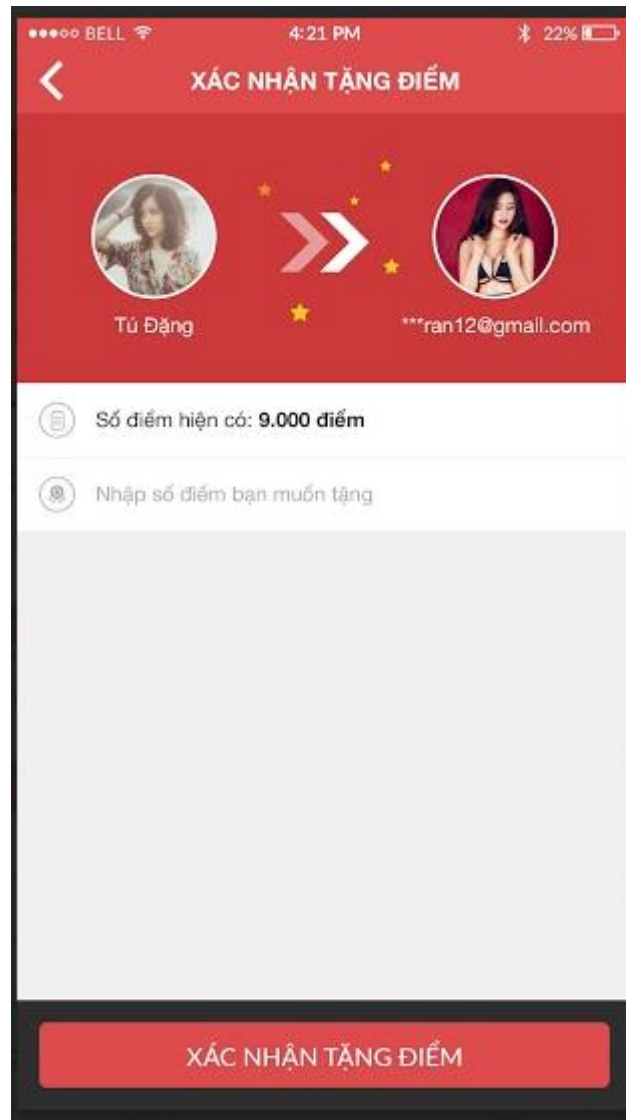 BELL 4:21 PM 22%
XÁC NHẬN TẶNG ĐIỂM
Tú Đặng
***ran12@gmail.com
Số điểm hiện có: 9.000 điểm
Nhập số điểm bạn muốn tặng
XÁC NHẬN TẶNG ĐIỂM